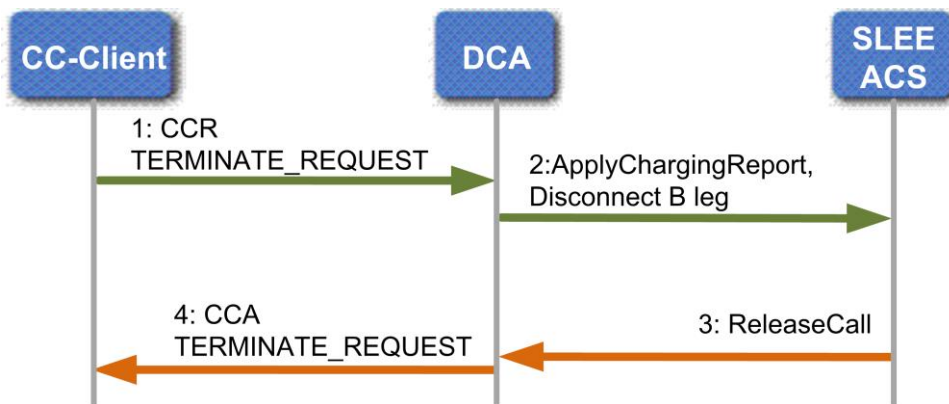 CC-Client
DCA
SLEE
ACS
1: CCR
TERMINATE_REQUEST
2:ApplyChargingReport,
Disconnect B leg
3: ReleaseCall
4: CCA
TERMINATE_REQUEST